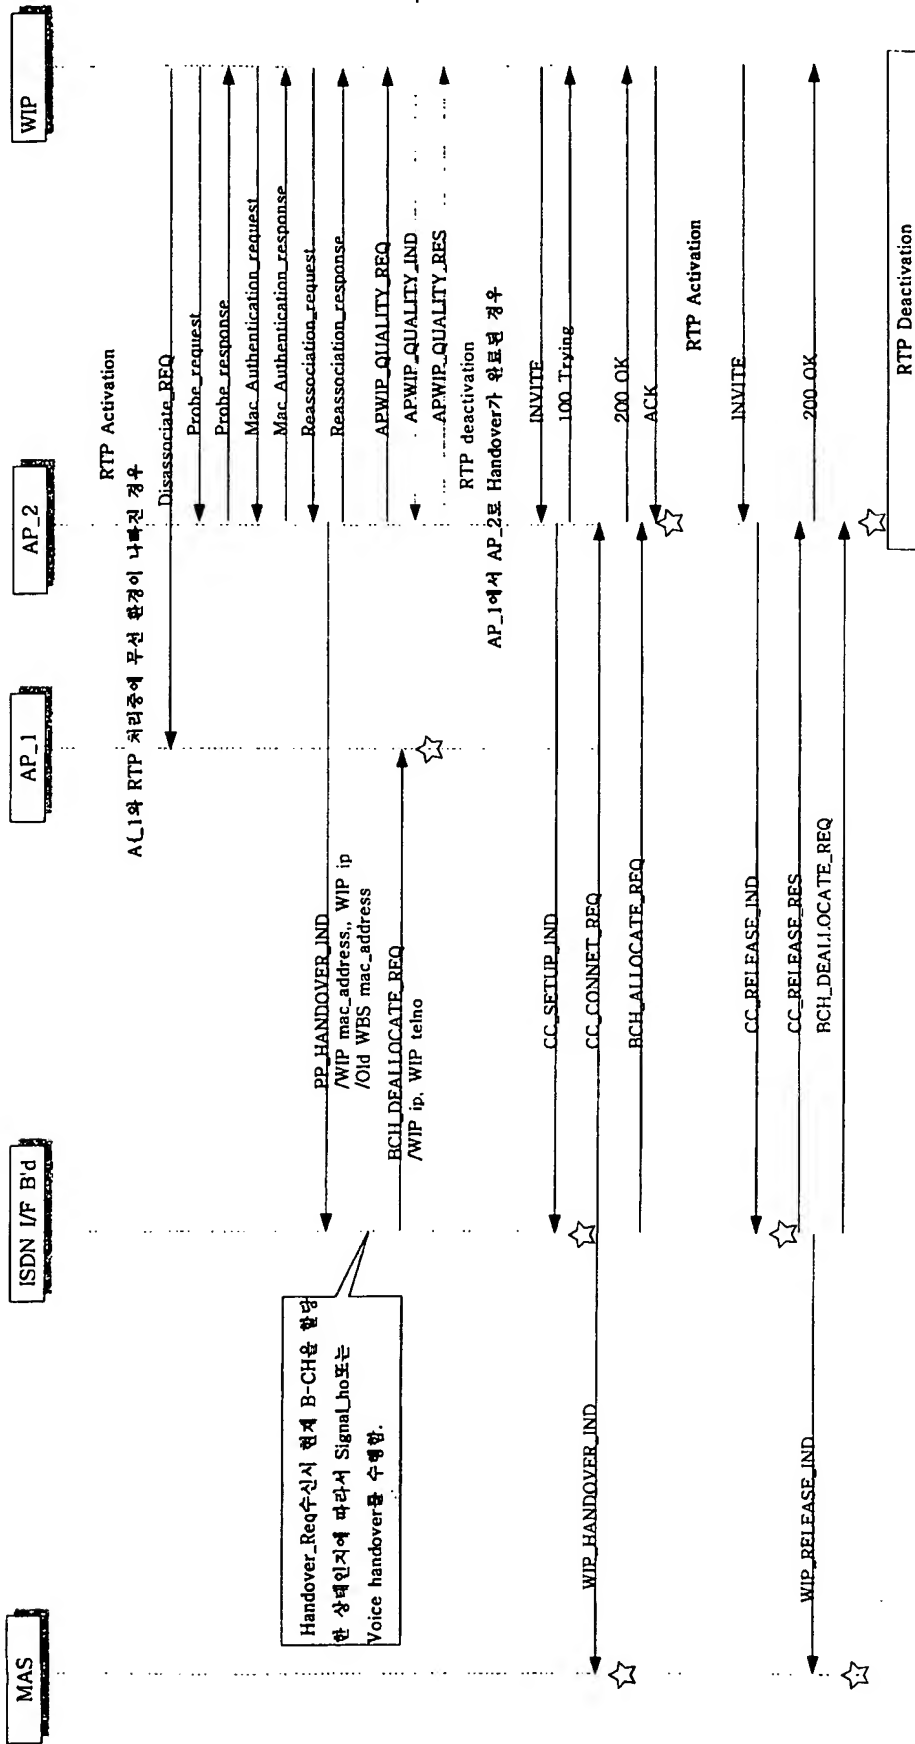 MAS
ISDN I/F B'd
AP_1
AP_2
WIP
RTP Activation
A(_1와 RTP 처리중에 무선 환경이 나빠진 경우
Disassociate_REQ
Probe_request
Probe_response
Mac Authentication_request
Mac Authentication_response
Reassociation_request
Reassociation_response
PP_HANDOVER_IND
/WIP mac_address,, WIP ip
/Old WBS mac_address
Handover_Req수신시 현재 B-CH을 할당
한 상태인지에 따라서 Signal_ho또는
Voice handover를 수행함.
APWIP_QUALITY_REQ
BCH_DEALLOCATE_REQ
/WIP ip, WIP telno
APWIP_QUALITY_IND
APWIP_QUALITY_RES
RTP deactivation
AP_1에서 AP_2로 Handover가 완료된 경우
INVITE
CC_SETUP_IND
100 Trying
WIP_HANDOVER_IND
CC_CONNET_REQ
200 OK
BCH_ALLOCATE_REQ
ACK
RTP Activation
INVITE
CC_RELEASE_IND
CC_RELEASE_RES
WIP_RELEASE_IND
200 OK
BCH_DEALLOCATE_REQ
RTP Deactivation